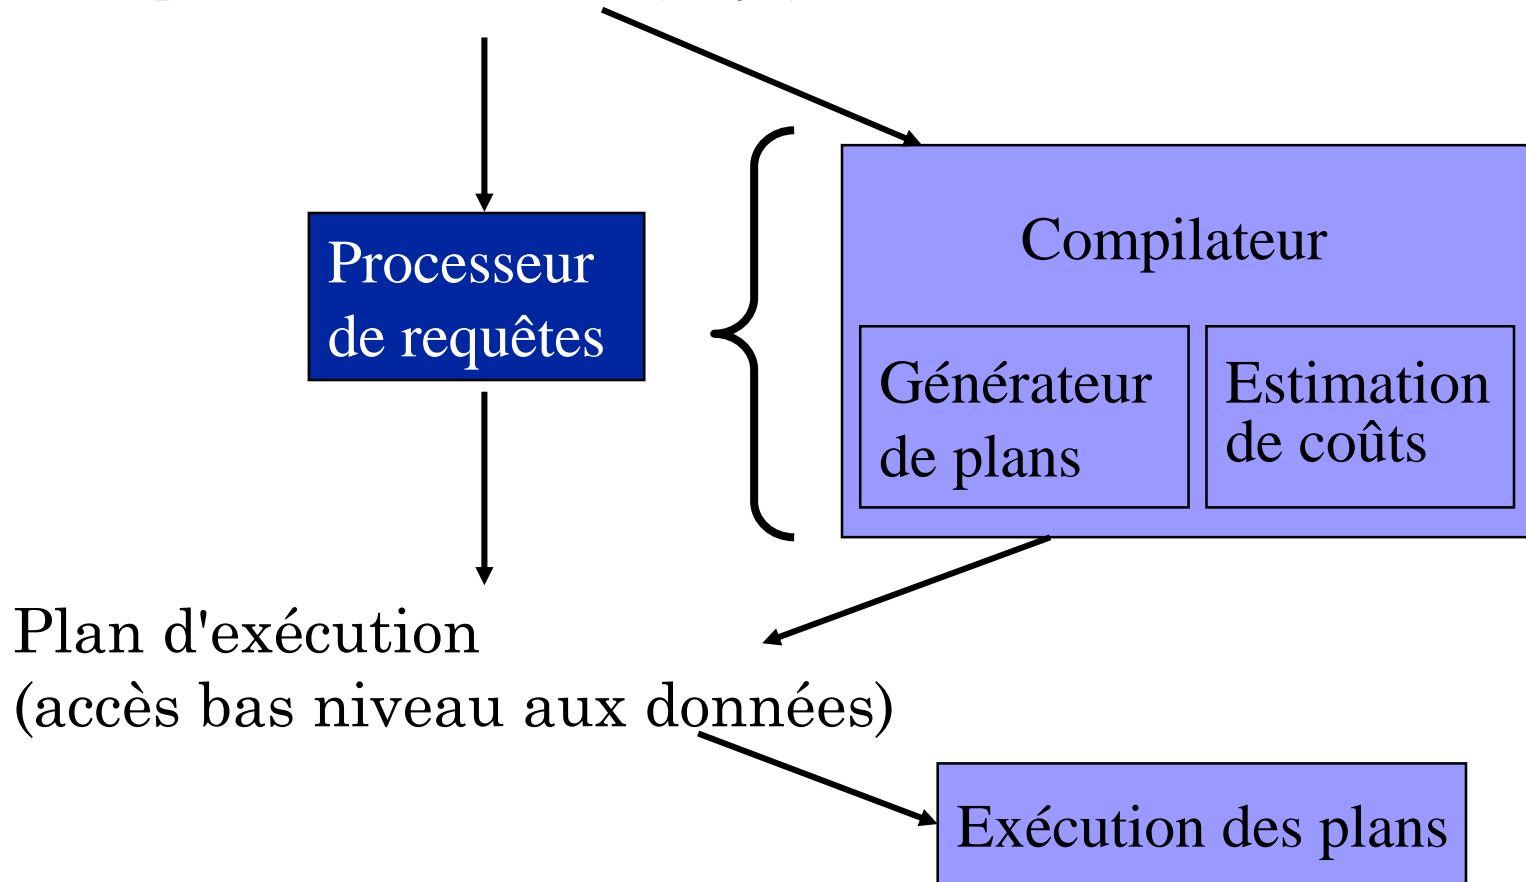 Processeur
de requêtes
Compilateur
Générateur
de plans
Estimation
de coûts
Plan d'exécution
(accès bas niveau aux données)
Exécution des plans